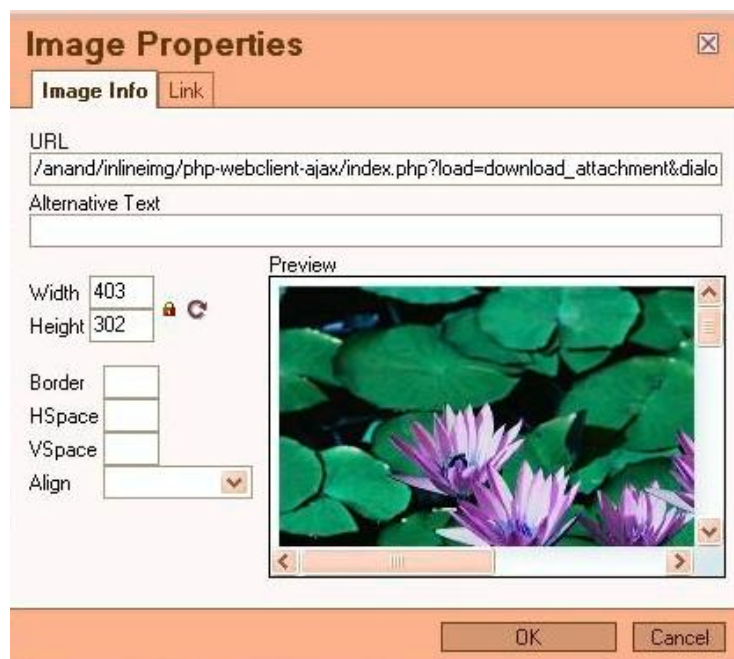 Image Properties
Image Info Link
URL
/anand/inlineimg/php-webclient-ajax/index.php?load=download_attachment&dialo
Alternative Text
Preview
Width 403
Height 302
Border
HSpace
VSpace
Align
OK Cancel